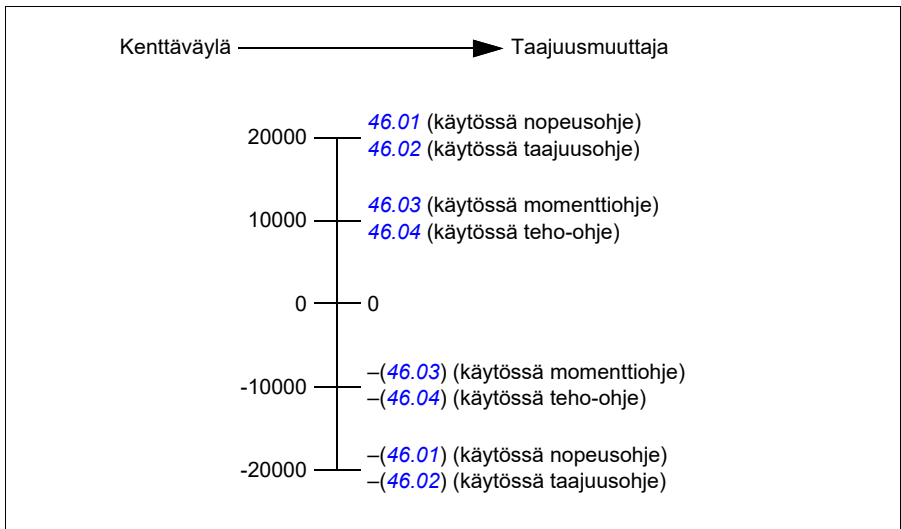 Kenttäväylä Taajuusmuuttaja
46.01 (käytössä nopeusohje)
20000
46.02 (käytössä taajuusohje)
46.03 (käytössä momenttiohje)
10000
46.04 (käytössä teho-ohje)
0 0
–(46.03) (käytössä momenttiohje)
-10000
–(46.04) (käytössä teho-ohje)
–(46.01) (käytössä nopeusohje)
-20000
–(46.02) (käytössä taajuusohje)